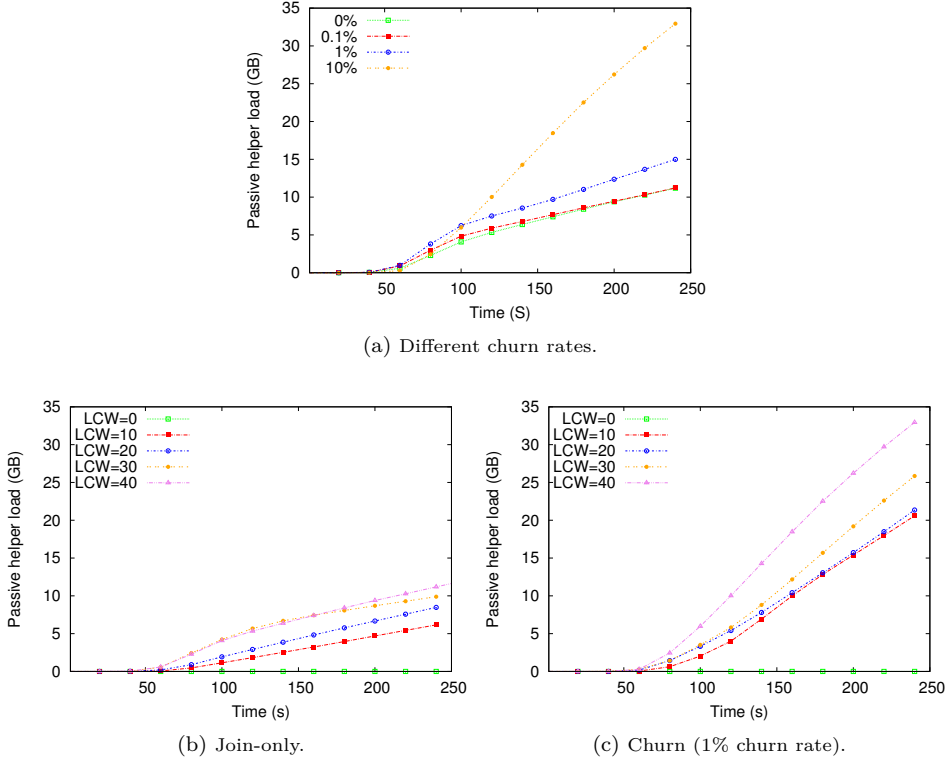 35
30
25
20
15
10
5
0
Passive helper load (GB)
0%
0.1%
1%
10%
50
100
150
200
250
Time (S)
(a) Different churn rates.
35
30
25
20
15
10
5
0
Passive helper load (GB)
LCW=0
LCW=10
LCW=20
LCW=30
LCW=40
50
100
150
200
250
Time (s)
(b) Join-only.
35
30
25
20
15
10
5
0
Passive helper load (GB)
LCW=0
LCW=10
LCW=20
LCW=30
LCW=40
50
100
150
200
250
Time (s)
(c) Churn (1% churn rate).